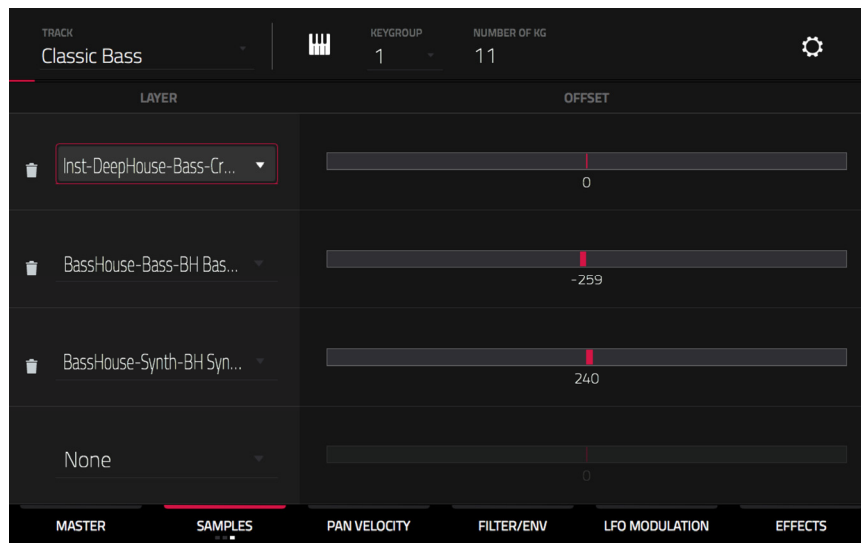 TRACK
Classic Bass
KEYGROUP
1
NUMBER OF KG
11
LAYER
OFFSET
Inst-DeepHouse-Bass-Cr...
0
BassHouse-Bass-BH Bas...
-259
BassHouse-Synth-BH Syn...
240
None
0
MASTER
SAMPLES
PAN VELOCITY
FILTER/ENV
LFO MODULATION
EFFECTS